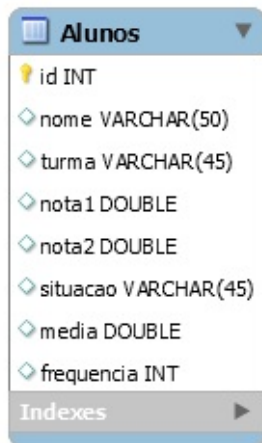 Alunos
id INT
nome VARCHAR(50)
turma VARCHAR(45)
nota1 DOUBLE
nota2 DOUBLE
situacao VARCHAR(45)
media DOUBLE
frequencia INT
Indexes